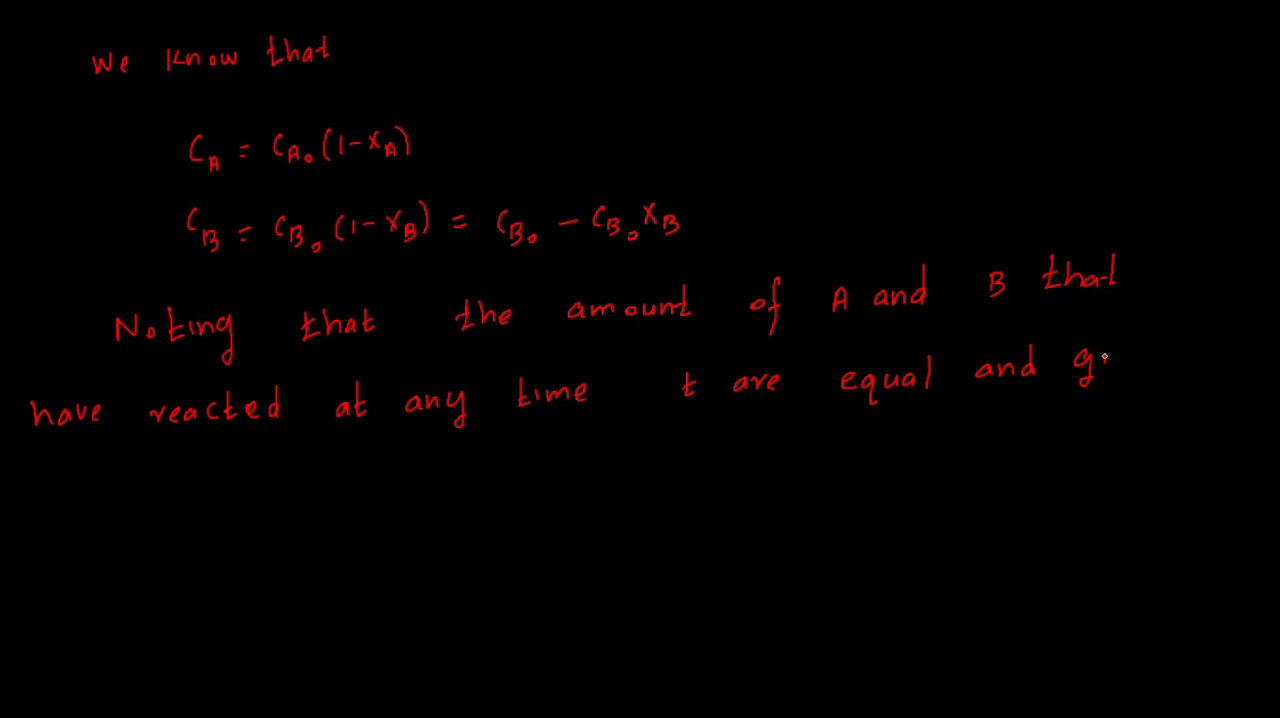 We know that
C_A = C_A₀ (1 - X_A)
C_B = C_B₀ (1 - X_B) = C_B₀ - C_B₀ X_B
Noting that the amount of A and B that
have reacted at any time t are equal and